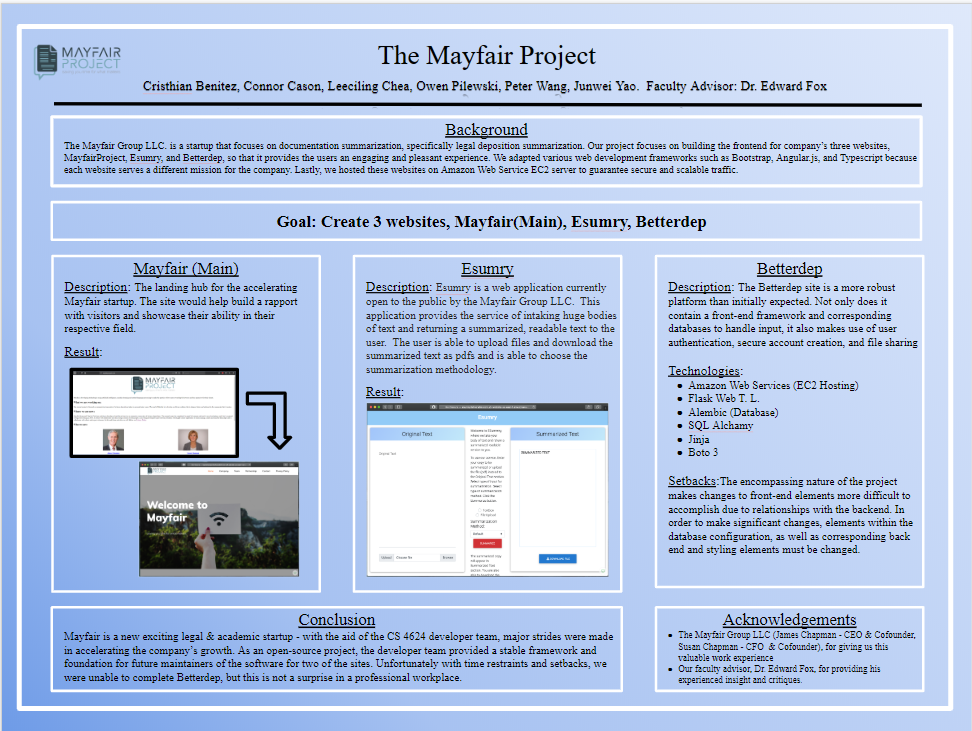 MAYFAIR
PROJECT
The Mayfair Project
Cristhian Benitez, Connor Cason, Leeciling Chea, Owen Pilewski, Peter Wang, Junwei Yao.  Faculty Advisor: Dr. Edward Fox
Background
The Mayfair Group LLC. is a startup that focuses on documentation summarization, specifically legal deposition summarization. Our project focuses on building the frontend for company's three websites,
MayfairProject, Esumry, and Betterdep, so that it provides the users an engaging and pleasant experience. We adapted various web development frameworks such as Bootstrap, Angular.js, and Typescript because
each website serves a different mission for the company. Lastly, we hosted these websites on Amazon Web Service EC2 server to guarantee secure and scalable traffic.
Goal: Create 3 websites, Mayfair(Main), Esumry, Betterdep
Mayfair (Main)
Description: The landing hub for the accelerating
Mayfair startup. The site would help build a rapport
with visitors and showcase their ability in their
respective field.
Result:
MAYFAIR
PROJECT
Welcome to
Mayfair
Esumry
Description: Esumry is a web application currently
open to the public by the Mayfair Group LLC.  This
application provides the service of intaking huge bodies
of text and returning a summarized, readable text to the
user.  The user is able to upload files and download the
summarized text as pdfs and is able to choose the
summarization methodology.
Result:
Esumry
Original Text
Summarized Text
Betterdep
Description: The Betterdep site is a more robust
platform than initially expected. Not only does it
contain a front-end framework and corresponding
databases to handle input, it also makes use of user
authentication, secure account creation, and file sharing
Technologies:
● Amazon Web Services (EC2 Hosting)
● Flask Web T. L.
● Alembic (Database)
● SQL Alchamy
● Jinja
● Boto 3
Setbacks:The encompassing nature of the project
makes changes to front-end elements more difficult to
accomplish due to relationships with the backend. In
order to make significant changes, elements within the
database configuration, as well as corresponding back
end and styling elements must be changed.
Conclusion
Mayfair is a new exciting legal & academic startup - with the aid of the CS 4624 developer team, major strides were made
in accelerating the company's growth. As an open-source project, the developer team provided a stable framework and
foundation for future maintainers of the software for two of the sites. Unfortunately with time restraints and setbacks, we
were unable to complete Betterdep, but this is not a surprise in a professional workplace.
Acknowledgements
● The Mayfair Group LLC (James Chapman - CEO & Cofounder,
Susan Chapman - CFO  & Cofounder), for giving us this
valuable work experience
● Our faculty advisor, Dr. Edward Fox, for providing his
experienced insight and critiques.